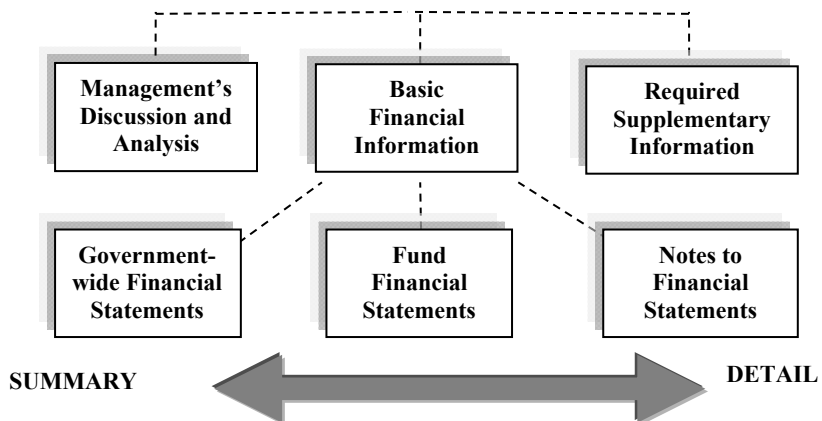 Management’s
Discussion and
Analysis
Basic
Financial
Information
Required
Supplementary
Information
Government-
wide Financial
Statements
Fund
Financial
Statements
Notes to
Financial
Statements
SUMMARY
DETAIL